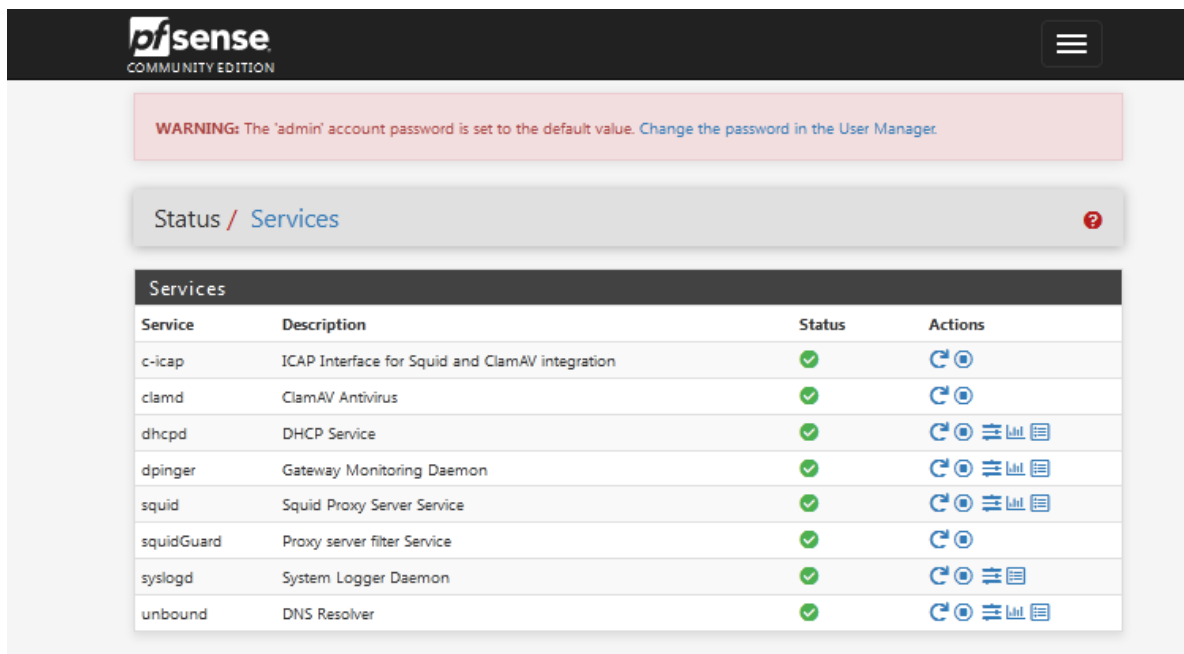 pfsense
COMMUNITY EDITION
WARNING: The 'admin' account password is set to the default value. Change the password in the User Manager.
Status / Services
Services
Service Description Status Actions
c-icap ICAP Interface for Squid and ClamAV integration
clamd ClamAV Antivirus
dhcpd DHCP Service
dpinger Gateway Monitoring Daemon
squid Squid Proxy Server Service
squidGuard Proxy server filter Service
syslogd System Logger Daemon
unbound DNS Resolver